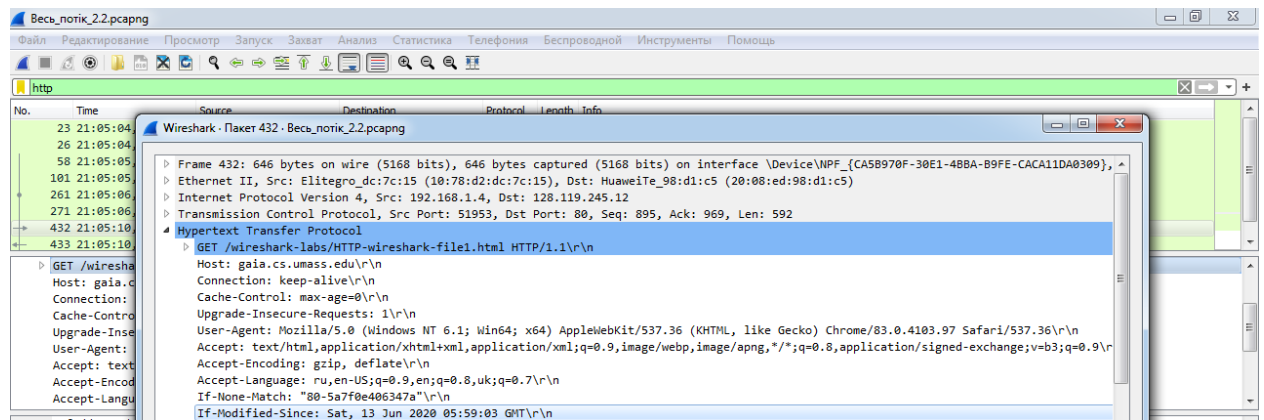 Весь_потік_2.2.pcapng
Файл Редактирование Просмотр Запуск Захват Анализ Статистика Телефония Беспроводной Инструменты Помощь
http
No. Time Source Destination Protocol Length Info
23 21:05:04,
26 21:05:04,
58 21:05:05,
101 21:05:05,
261 21:05:06,
271 21:05:06,
432 21:05:10,
433 21:05:10,
Wireshark · Пакет 432 · Весь_потік_2.2.pcapng
Frame 432: 646 bytes on wire (5168 bits), 646 bytes captured (5168 bits) on interface \Device\NPF_{CA5B970F-30E1-4BBA-B9FE-CACA11DA0309},
Ethernet II, Src: Elitegro_dc:7c:15 (10:78:d2:dc:7c:15), Dst: HuaweiTe_98:d1:c5 (20:08:ed:98:d1:c5)
Internet Protocol Version 4, Src: 192.168.1.4, Dst: 128.119.245.12
Transmission Control Protocol, Src Port: 51953, Dst Port: 80, Seq: 895, Ack: 969, Len: 592
Hypertext Transfer Protocol
GET /wireshark-labs/HTTP-wireshark-file1.html HTTP/1.1\r\n
Host: gaia.cs.umass.edu\r\n
Connection: keep-alive\r\n
Cache-Control: max-age=0\r\n
Upgrade-Insecure-Requests: 1\r\n
User-Agent: Mozilla/5.0 (Windows NT 6.1; Win64; x64) AppleWebKit/537.36 (KHTML, like Gecko) Chrome/83.0.4103.97 Safari/537.36\r\n
Accept: text/html,application/xhtml+xml,application/xml;q=0.9,image/webp,image/apng,*/*;q=0.8,application/signed-exchange;v=b3;q=0.9\r
Accept-Encoding: gzip, deflate\r\n
Accept-Language: ru,en-US;q=0.9,en;q=0.8,uk;q=0.7\r\n
If-None-Match: "80-5a7f0e406347a"\r\n
If-Modified-Since: Sat, 13 Jun 2020 05:59:03 GMT\r\n
GET /wiresha
Host: gaia.c
Connection:
Cache-Contro
Upgrade-Inse
User-Agent:
Accept: text
Accept-Encod
Accept-Langu